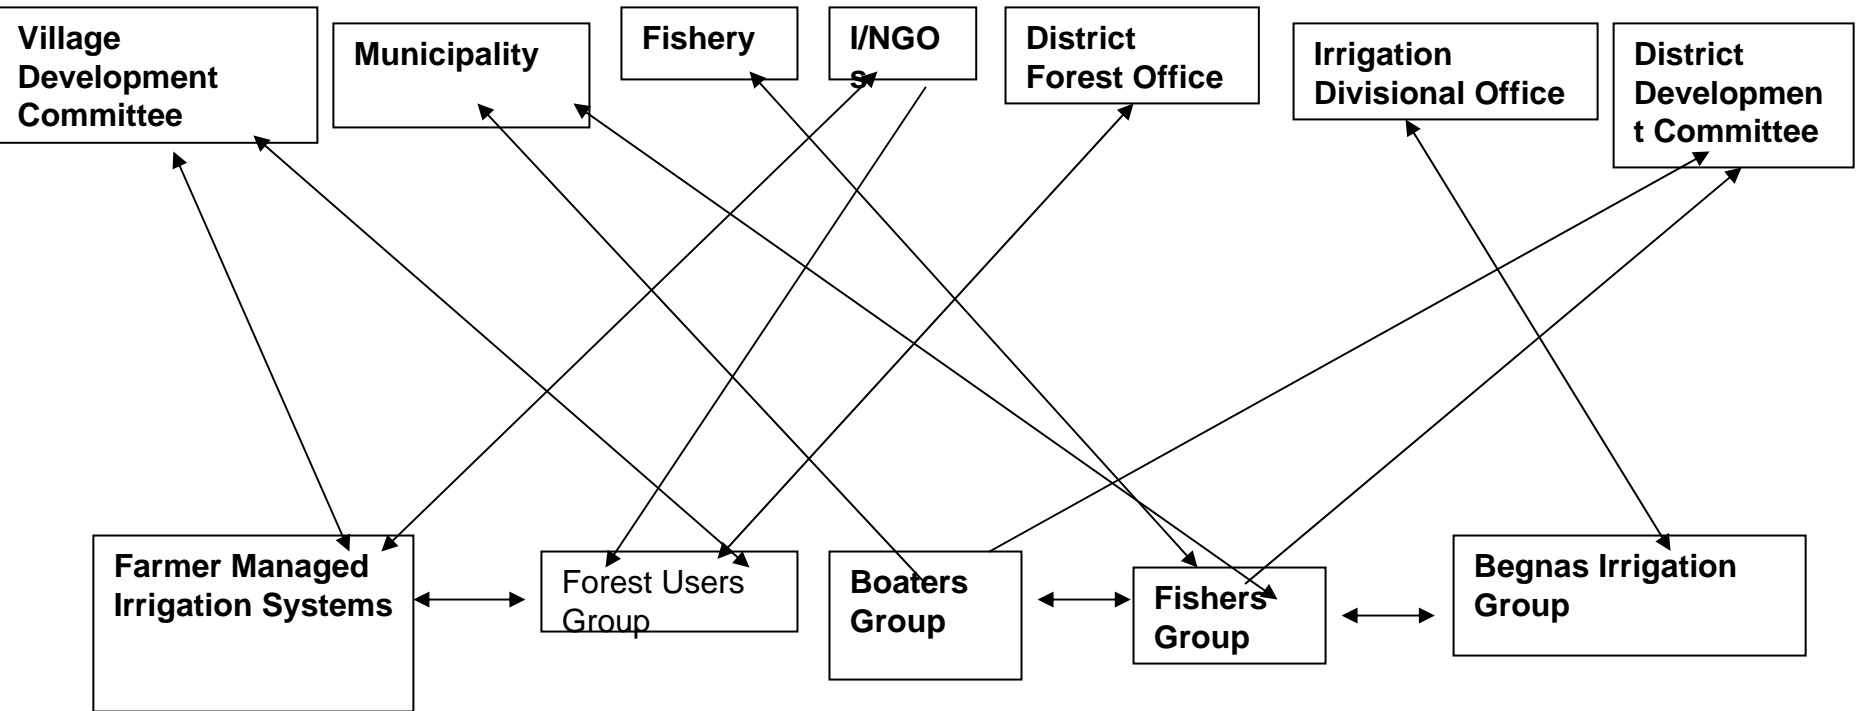 Village
Development
Committee
Municipality
Fishery
I/NGO
s
District
Forest Office
Irrigation
Divisional Office
District
Developmen
t Committee
Farmer Managed
Irrigation Systems
Forest Users
Group
Boaters
Group
Fishers
Group
Begnas Irrigation
Group